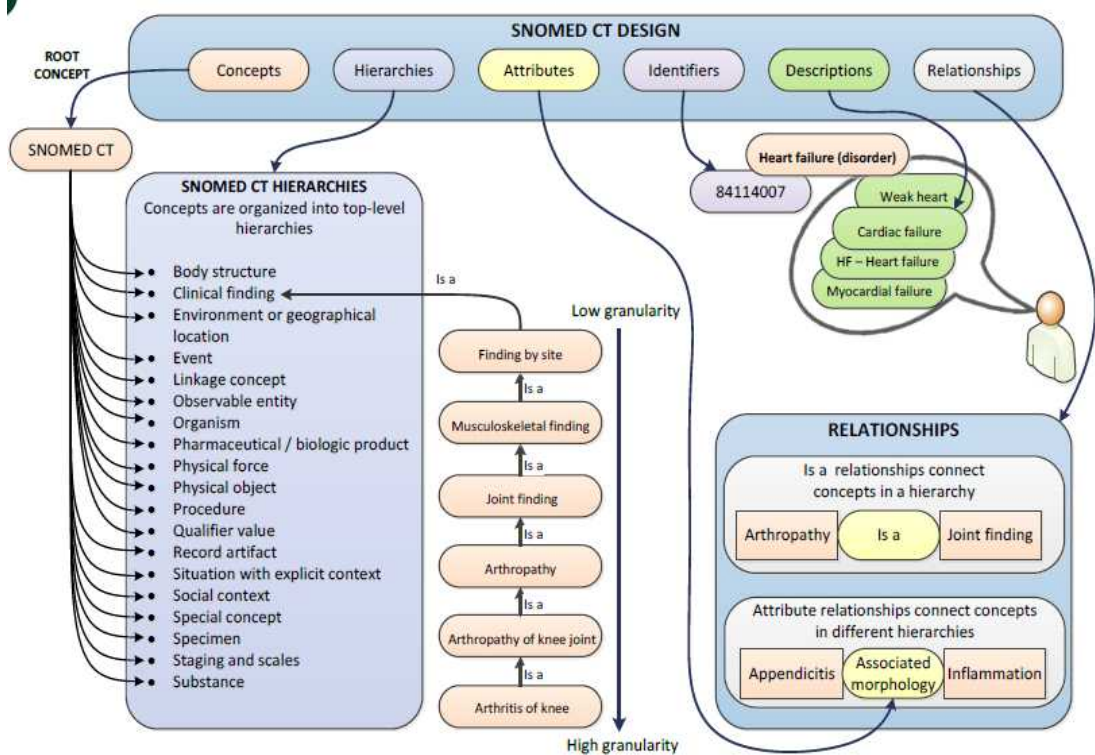 SNOMED CT DESIGN
ROOT
CONCEPT
Concepts
Hierarchies
Attributes
Identifiers
Descriptions
Relationships
SNOMED CT
SNOMED CT HIERARCHIES
Concepts are organized into top-level
hierarchies
• Body structure
• Clinical finding
• Environment or geographical
location
• Event
• Linkage concept
• Observable entity
• Organism
• Pharmaceutical / biologic product
• Physical force
• Physical object
• Procedure
• Qualifier value
• Record artifact
• Situation with explicit context
• Social context
• Special concept
• Specimen
• Staging and scales
• Substance
Is a
Finding by site
Is a
Musculoskeletal finding
Is a
Joint finding
Is a
Arthropathy
Is a
Arthropathy of knee joint
Is a
Arthritis of knee
Low granularity
High granularity
Heart failure (disorder)
84114007
Weak heart
Cardiac failure
HF – Heart failure
Myocardial failure
RELATIONSHIPS
Is a relationships connect
concepts in a hierarchy
Arthropathy
Is a
Joint finding
Attribute relationships connect concepts
in different hierarchies
Appendicitis
Associated
morphology
Inflammation